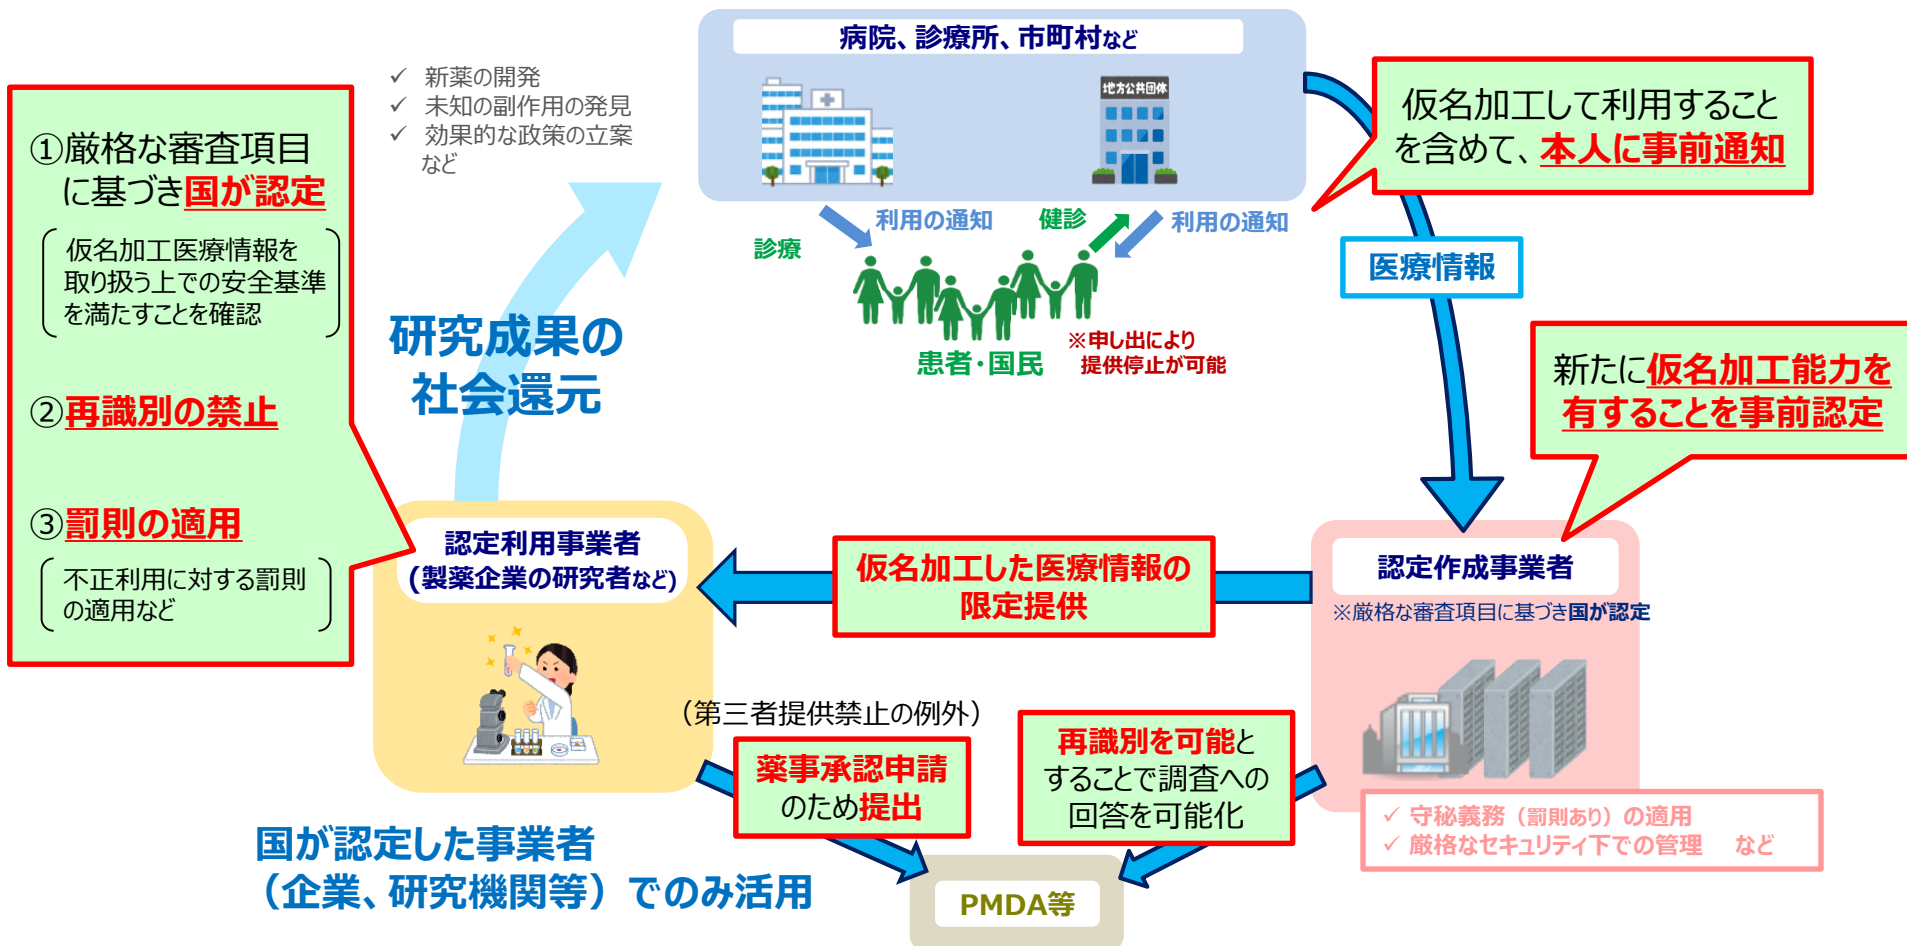 病院、診療所、市町村など
地方公共団体
✓ 新薬の開発
✓ 未知の副作用の発見
✓ 効果的な政策の立案
など
①厳格な審査項目
に基づき国が認定
仮名加工医療情報を
取り扱う上での安全基準
を満たすことを確認
②再識別の禁止
③罰則の適用
不正利用に対する罰則
の適用など
仮名加工して利用すること
を含めて、本人に事前通知
利用の通知
健診
利用の通知
診療
医療情報
患者・国民
※申し出により
提供停止が可能
研究成果の
社会還元
新たに仮名加工能力を
有することを事前認定
認定利用事業者
(製薬企業の研究者など)
仮名加工した医療情報の
限定提供
認定作成事業者
※厳格な審査項目に基づき国が認定
（第三者提供禁止の例外）
薬事承認申請
のため提出
再識別を可能と
することで調査への
回答を可能化
✓ 守秘義務（罰則あり）の適用
✓ 厳格なセキュリティ下での管理 など
国が認定した事業者
（企業、研究機関等）でのみ活用
PMDA等